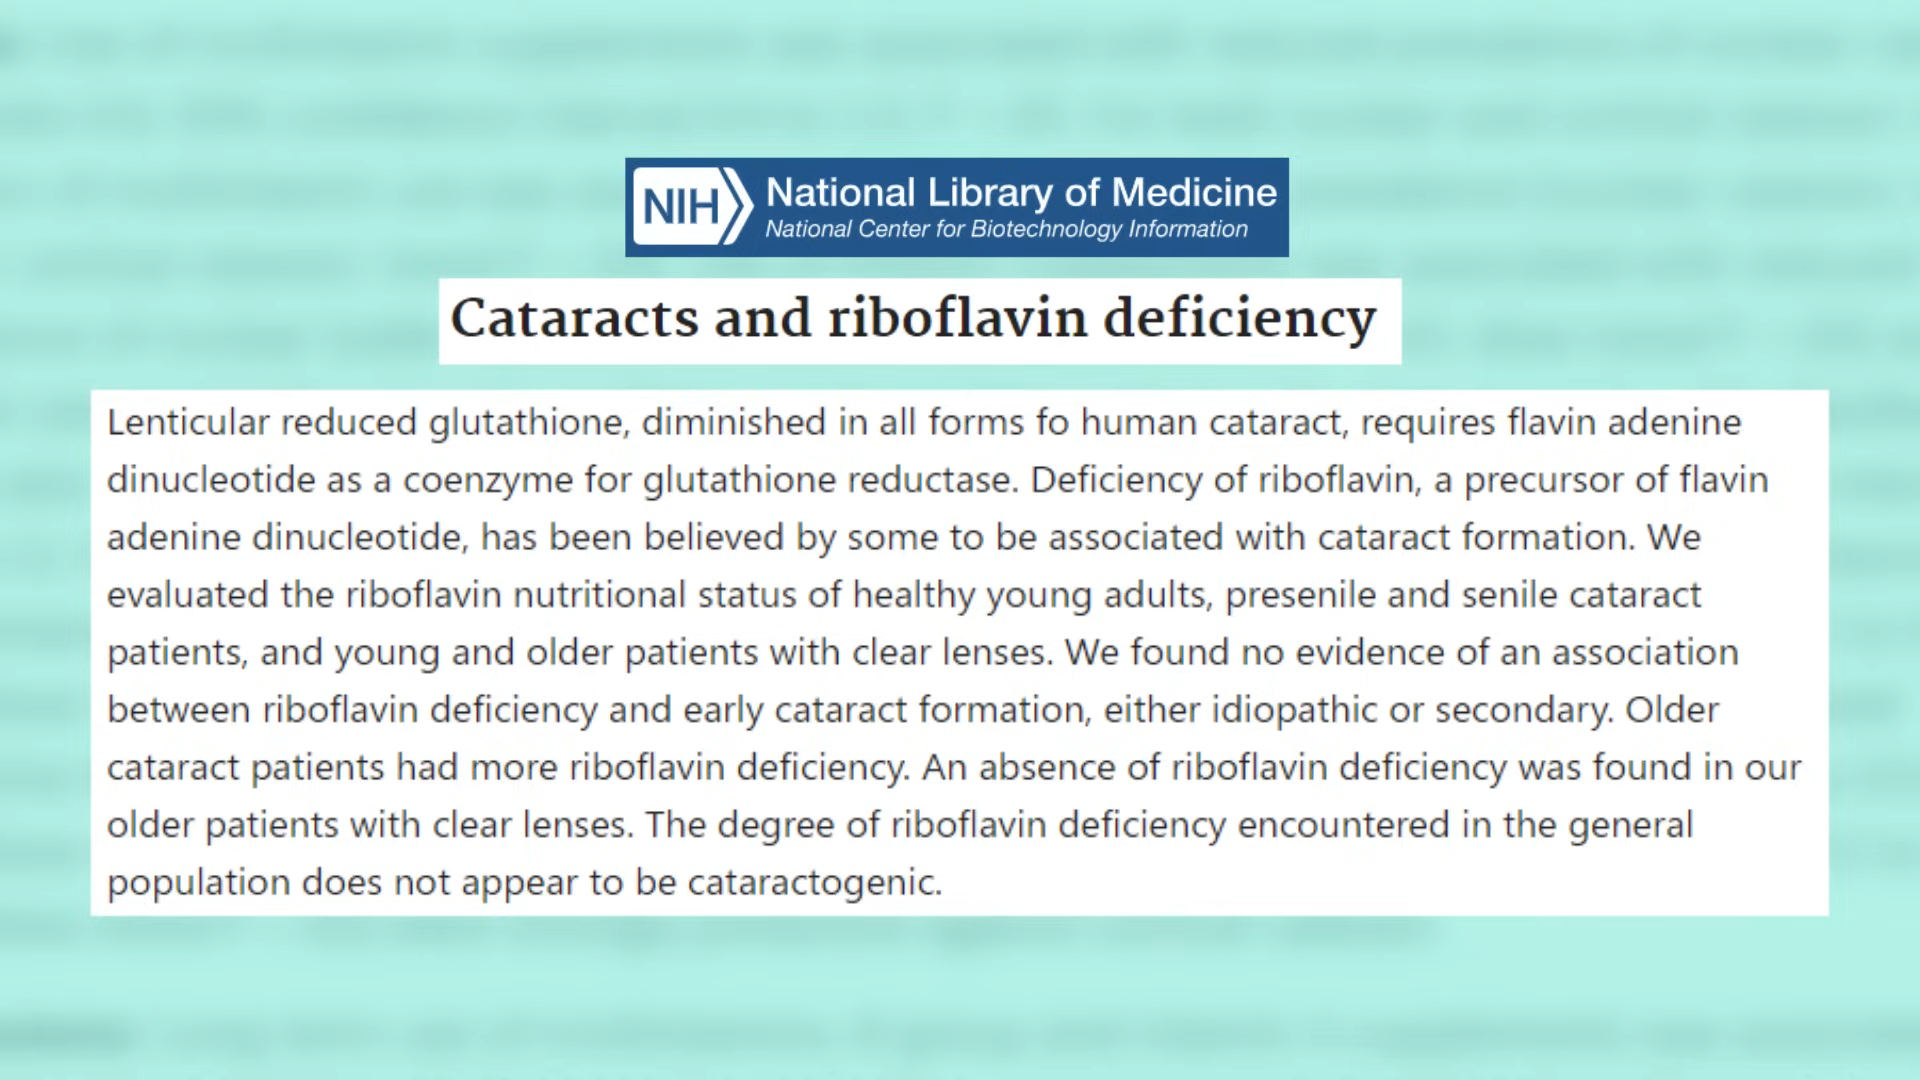 NIH National Library of Medicine
National Center for Biotechnology Information
Cataracts and riboflavin deficiency
Lenticular reduced glutathione, diminished in all forms fo human cataract, requires flavin adenine
dinucleotide as a coenzyme for glutathione reductase. Deficiency of riboflavin, a precursor of flavin
adenine dinucleotide, has been believed by some to be associated with cataract formation. We
evaluated the riboflavin nutritional status of healthy young adults, presenile and senile cataract
patients, and young and older patients with clear lenses. We found no evidence of an association
between riboflavin deficiency and early cataract formation, either idiopathic or secondary. Older
cataract patients had more riboflavin deficiency. An absence of riboflavin deficiency was found in our
older patients with clear lenses. The degree of riboflavin deficiency encountered in the general
population does not appear to be cataractogenic.